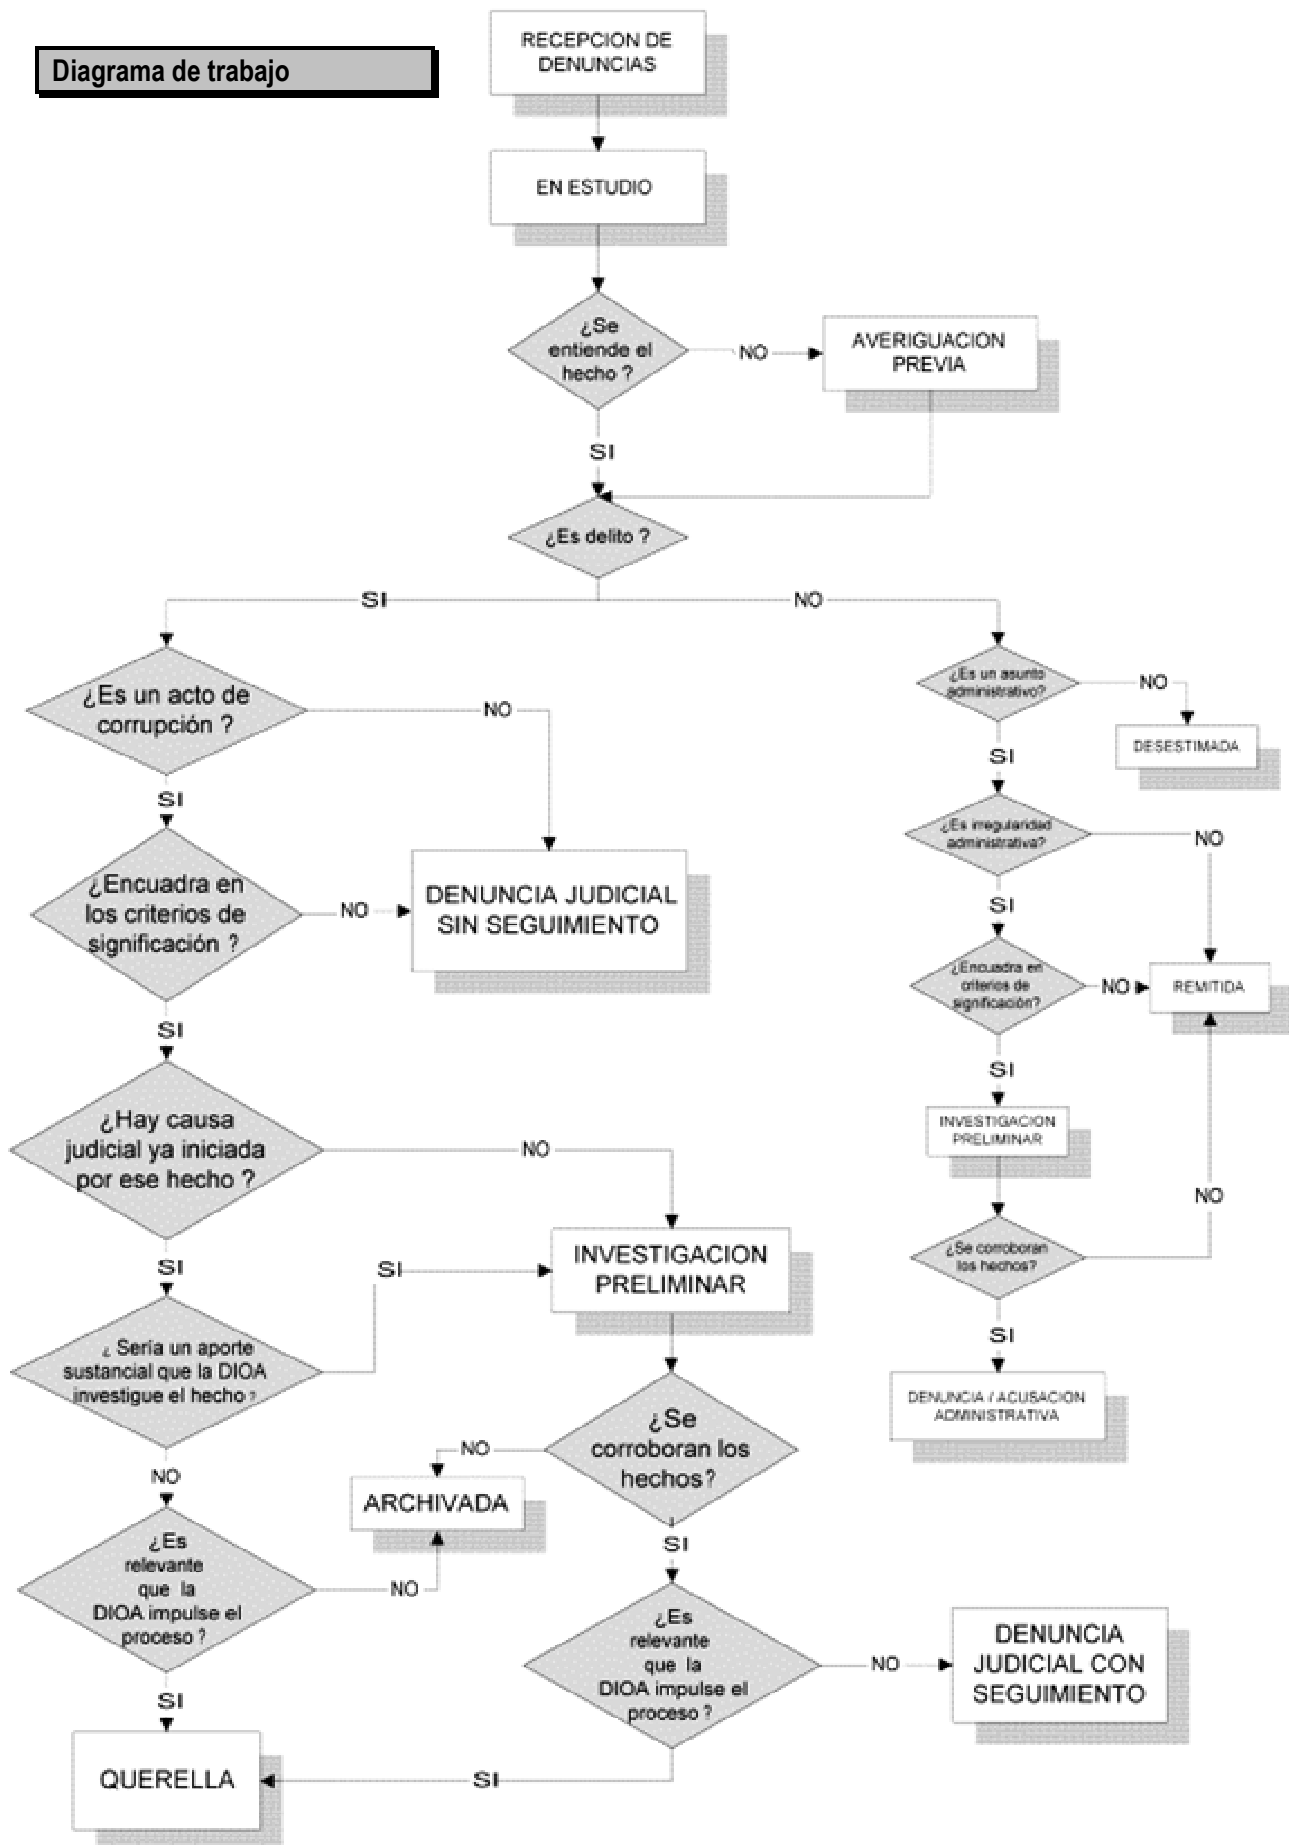 Diagrama de trabajo
RECEPCION DE
DENUNCIAS
EN ESTUDIO
¿Se
entiende el
hecho ?
NO
AVERIGUACION
PREVIA
SI
¿Es delito ?
SI
NO
¿Es un acto de
corrupción ?
NO
¿Es un asunto
administrativo?
NO
DESESTIMADA
SI
SI
¿Es irregularidad
administrativa?
NO
¿Encuadra en
los criterios de
significación ?
NO
DENUNCIA JUDICIAL
SIN SEGUIMIENTO
SI
¿Encuadra en
criterios de
significación?
NO
REMITIDA
SI
SI
¿Hay causa
judicial ya iniciada
por ese hecho ?
NO
INVESTIGACION
PRELIMINAR
NO
¿Se corroboran
los hechos?
SI
SI
INVESTIGACION
PRELIMINAR
SI
¿ Sería un aporte
sustancial que la DIOA
investigue el hecho ?
DENUNCIA / ACUSACION
ADMINISTRATIVA
¿Se
corroboran los
hechos?
NO
NO
ARCHIVADA
SI
¿Es
relevante
que la
DIOA impulse el
proceso ?
NO
¿Es
relevante
que la
DIOA impulse el
proceso ?
NO
DENUNCIA
JUDICIAL CON
SEGUIMIENTO
SI
QUERELLA
SI